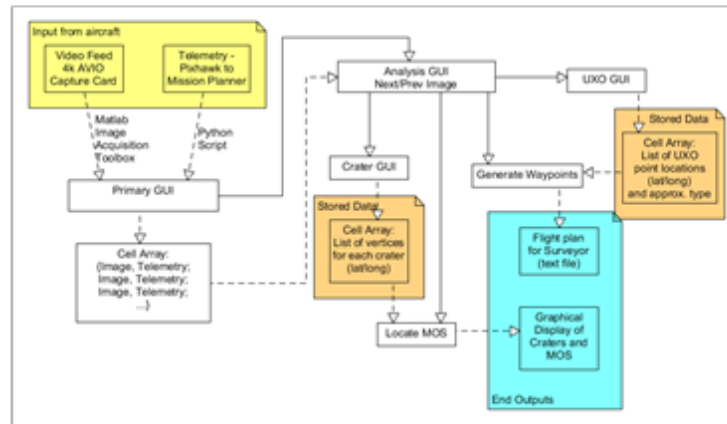 Input from aircraft
Video Feed
4k AVIO
Capture Card
Telemetry -
Pixhawk to
Mission Planner
Matlab
Image
Acquisition
Toolbox
Python
Script
Primary GUI
Cell Array:
{Image, Telemetry;
Image, Telemetry;
Image, Telemetry;
...}
Analysis GUI
Next/Prev Image
UXO GUI
Stored Data
Cell Array:
List of UXO
point locations
(lat/long)
and approx. type
Crater GUI
Generate Waypoints
Stored Data
Cell Array:
List of vertices
for each crater
(lat/long)
Flight plan
for Surveyor
(text file)
Locate MOS
Graphical
Display of
Craters and
MOS
End Outputs